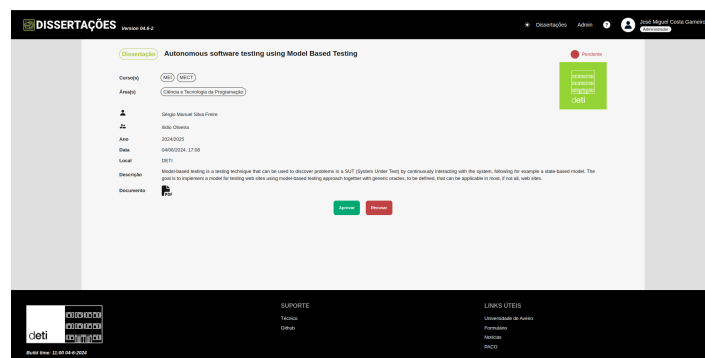 DISSERTAÇÕES Version 04.6-2
Dissertações Admin ? José Miguel Costa Gameiro
Administrador
Dissertação Autonomous software testing using Model Based Testing
Pendente
Curso(s) MEI MECT
Área(s) Ciência e Tecnologia da Programação
deti
Sérgio Manuel Silva Freire
Ilídio Oliveira
Ano 2024/2025
Data 04/06/2024, 17:08
Local DETI
Descrição Model-based testing is a testing technique that can be used to discover problems in a SUT (System Under Test) by continuously interacting with the system, following for example a state-based model. The
goal is to implement a model for testing web sites using model-based testing approach together with generic oracles, to be defined, that can be applicable in most, if not all, web sites.
Documento PDF
Aprovar Recusar
SUPORTE LINKS ÚTEIS
Técnico Universidade de Aveiro
Github Formulário
Notícias
PACO
deti
Build time: 11:00 04-6-2024